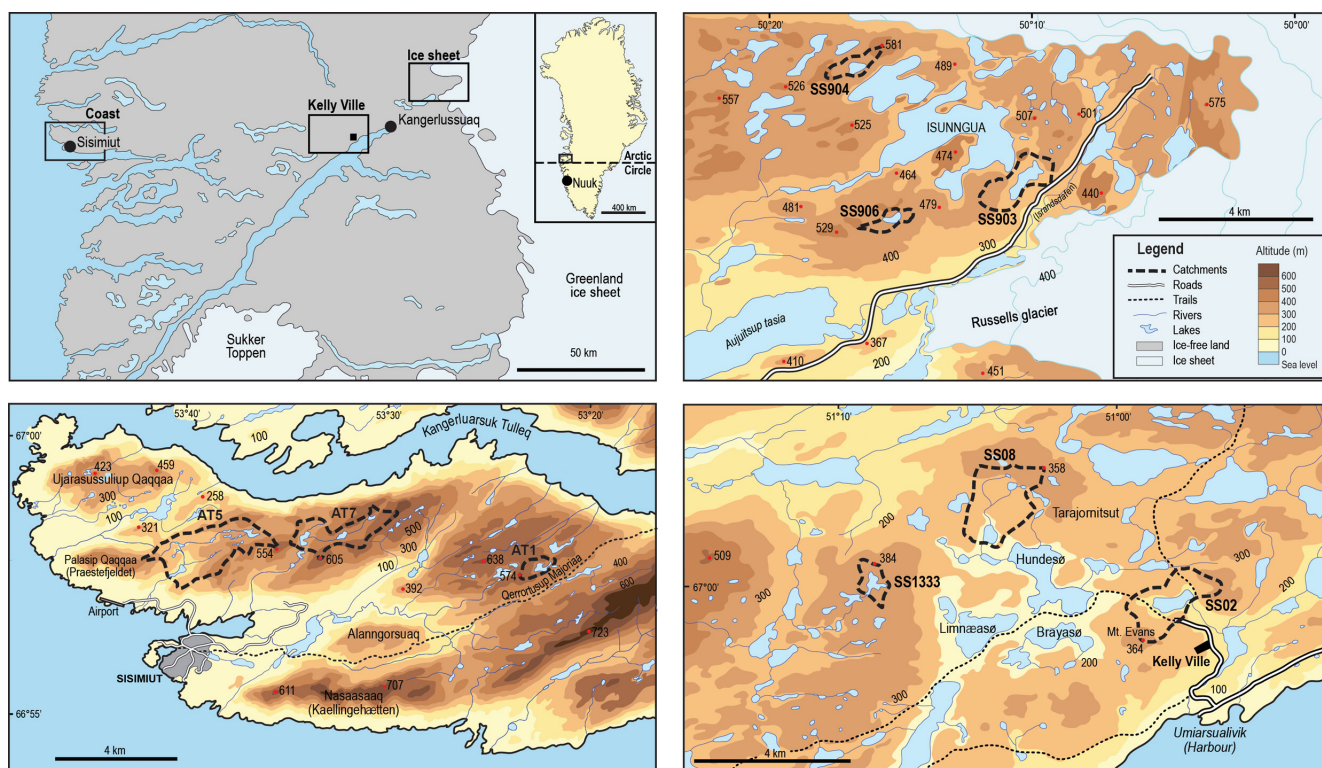 Coast
Sisimiut
Kelly Ville
Ice sheet
Kangerlussuaq
Sukker
Toppen
Greenland
ice sheet
50 km
Arctic
Circle
Nuuk
400 km
50°20'
50°10'
50°00'
581
489
526
SS904
557
525
507
501
575
ISUNNGUA
474
464
440
481
SS906
479
SS903
529
(Israndsdalen)
4 km
400
300
400
Aujuitsup tasia
Russells glacier
367
410
200
451
Legend
Catchments
Roads
Trails
Rivers
Lakes
Ice-free land
Ice sheet
Altitude (m)
600
500
400
300
200
100
0
Sea level
53°40'
53°30'
53°20'
67°00'
66°55'
100
Kangerluarsuk Tulleq
423
459
Ujarasussuliup Qaqqaa
300
258
100
100
321
AT5
AT7
500
300
554
605
100
Palasip Qaqqaa
(Praestefjeldet)
638
AT1
574
400
600
Qerrortusup Majoriaa
392
Airport
Alanngorsuaq
723
SISIMIUT
611
707
Nasaasaaq
(Kaellingehætten)
4 km
51°10'
51°00'
67°00'
SS08
358
200
Tarajornitsut
509
384
SS1333
300
300
200
Hundesø
SS02
300
Limnæasø
Brayasø
Mt. Evans
364
200
Kelly Ville
300
100
4 km
Umiarsualivik
(Harbour)